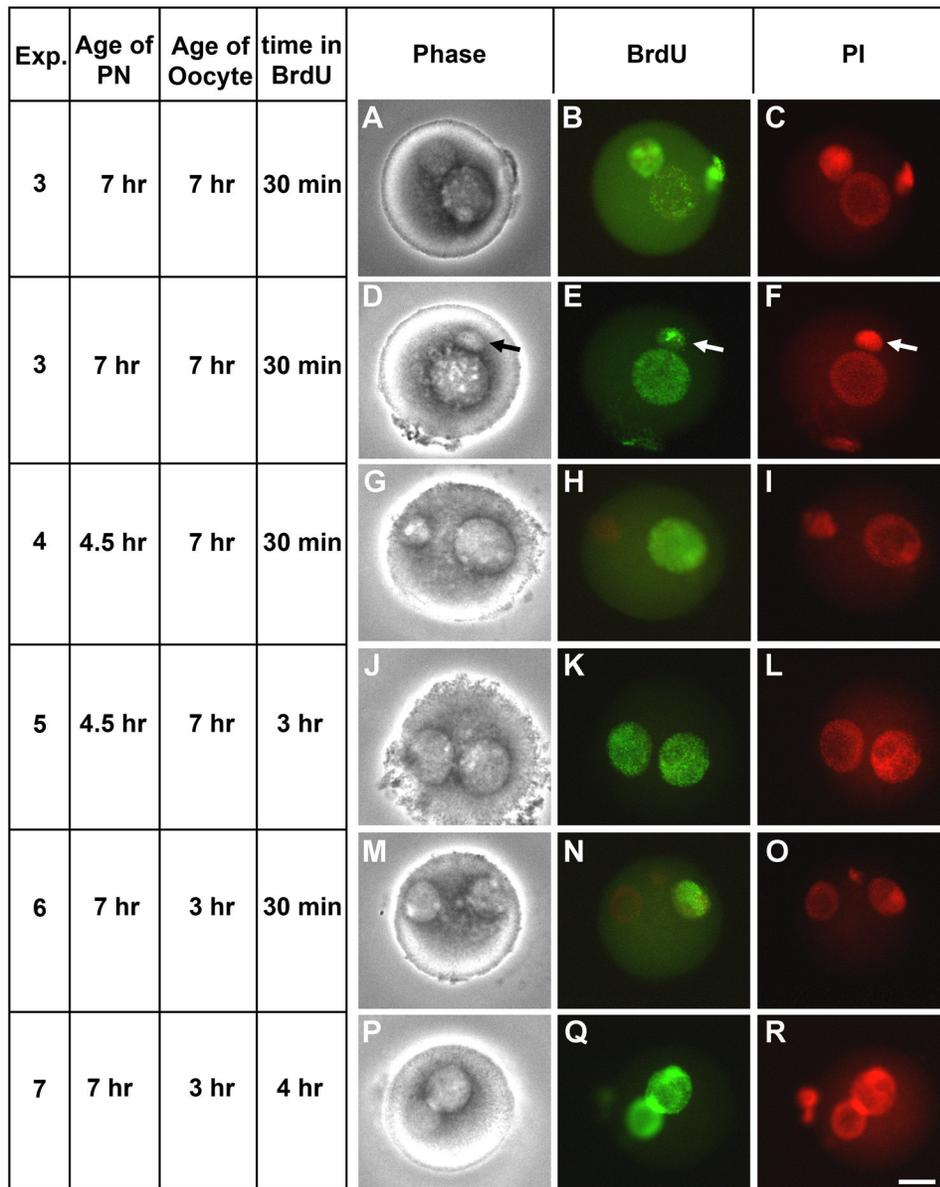 Exp. Age of PN Age of Oocyte time in BrdU Phase BrdU PI
3 7 hr 7 hr 30 min A B C
3 7 hr 7 hr 30 min D E F
4 4.5 hr 7 hr 30 min G H I
5 4.5 hr 7 hr 3 hr J K L
6 7 hr 3 hr 30 min M N O
7 7 hr 3 hr 4 hr P Q R